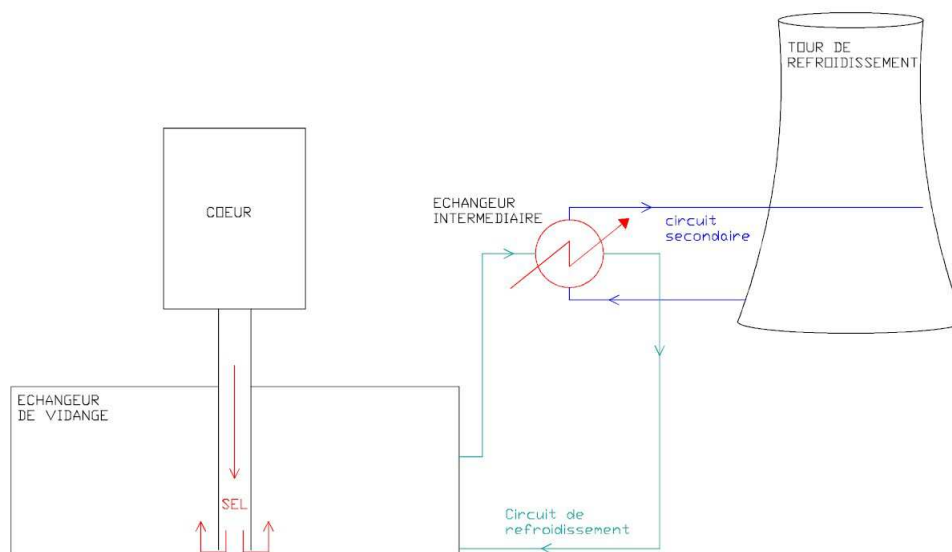 TOUR DE
REFROIDISSEMENT
COEUR
ECHANGEUR
INTERMEDIAIRE
circuit
secondaire
ECHANGEUR
DE VIDANGE
SEL
Circuit de
refroidissement